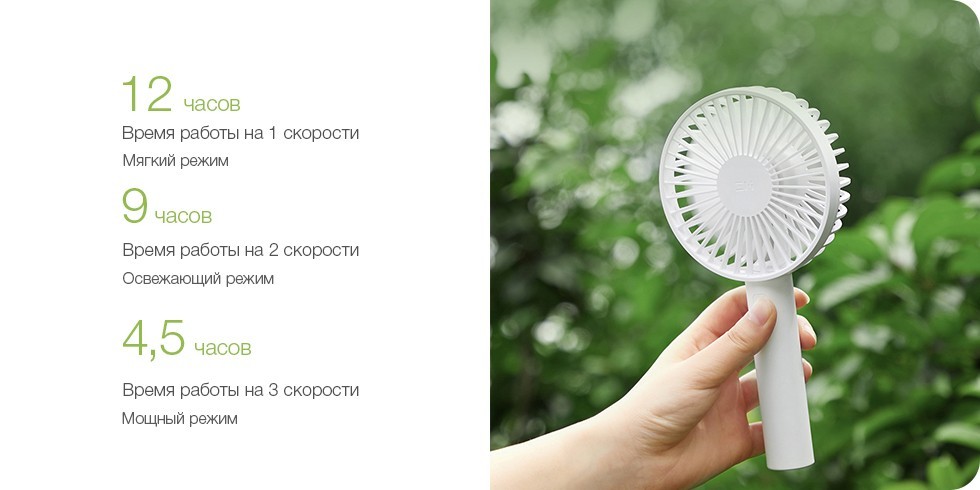 12 часов
Время работы на 1 скорости
Мягкий режим
9 часов
Время работы на 2 скорости
Освежающий режим
4,5 часов
Время работы на 3 скорости
Мощный режим